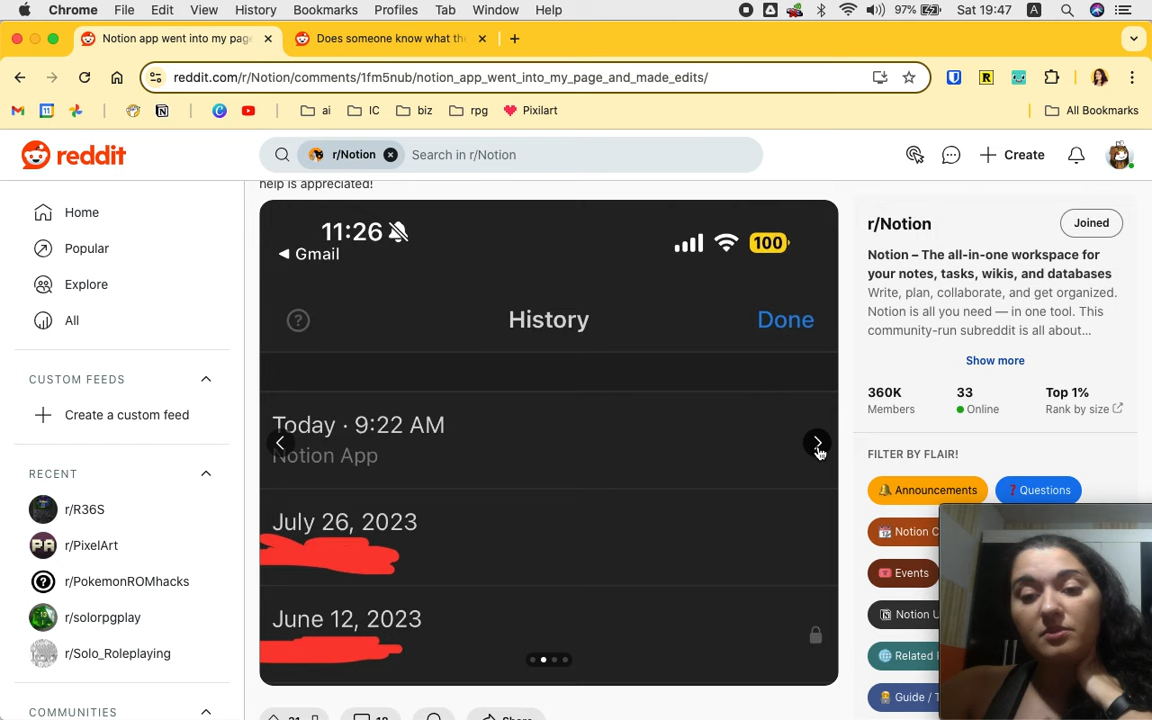 Chrome File Edit View History Bookmarks Profiles Tab Window Help 97% Sat 19:47 A
Notion app went into my page Does someone know what the
reddit.com/r/Notion/comments/1fm5nub/notion_app_went_into_my_page_and_made_edits/
ai IC biz rpg Pixilart All Bookmarks
reddit r/Notion Search in r/Notion Create
help is appreciated!
Home
Popular
Explore
All
CUSTOM FEEDS
Create a custom feed
RECENT
r/R36S
r/PixelArt
r/PokemonROMhacks
r/solorpgplay
r/Solo_Roleplaying
COMMUNITIES
11:26 100
Gmail
? History Done
Today · 9:22 AM
Notion App
July 26, 2023
June 12, 2023
21 18 Share
r/Notion Joined
Notion – The all-in-one workspace for
your notes, tasks, wikis, and databases
Write, plan, collaborate, and get organized.
Notion is all you need — in one tool. This
community-run subreddit is all about...
Show more
360K 33 Top 1%
Members Online Rank by size
FILTER BY FLAIR!
Announcements Questions
Notion
Events
Notion
Related
Guide /